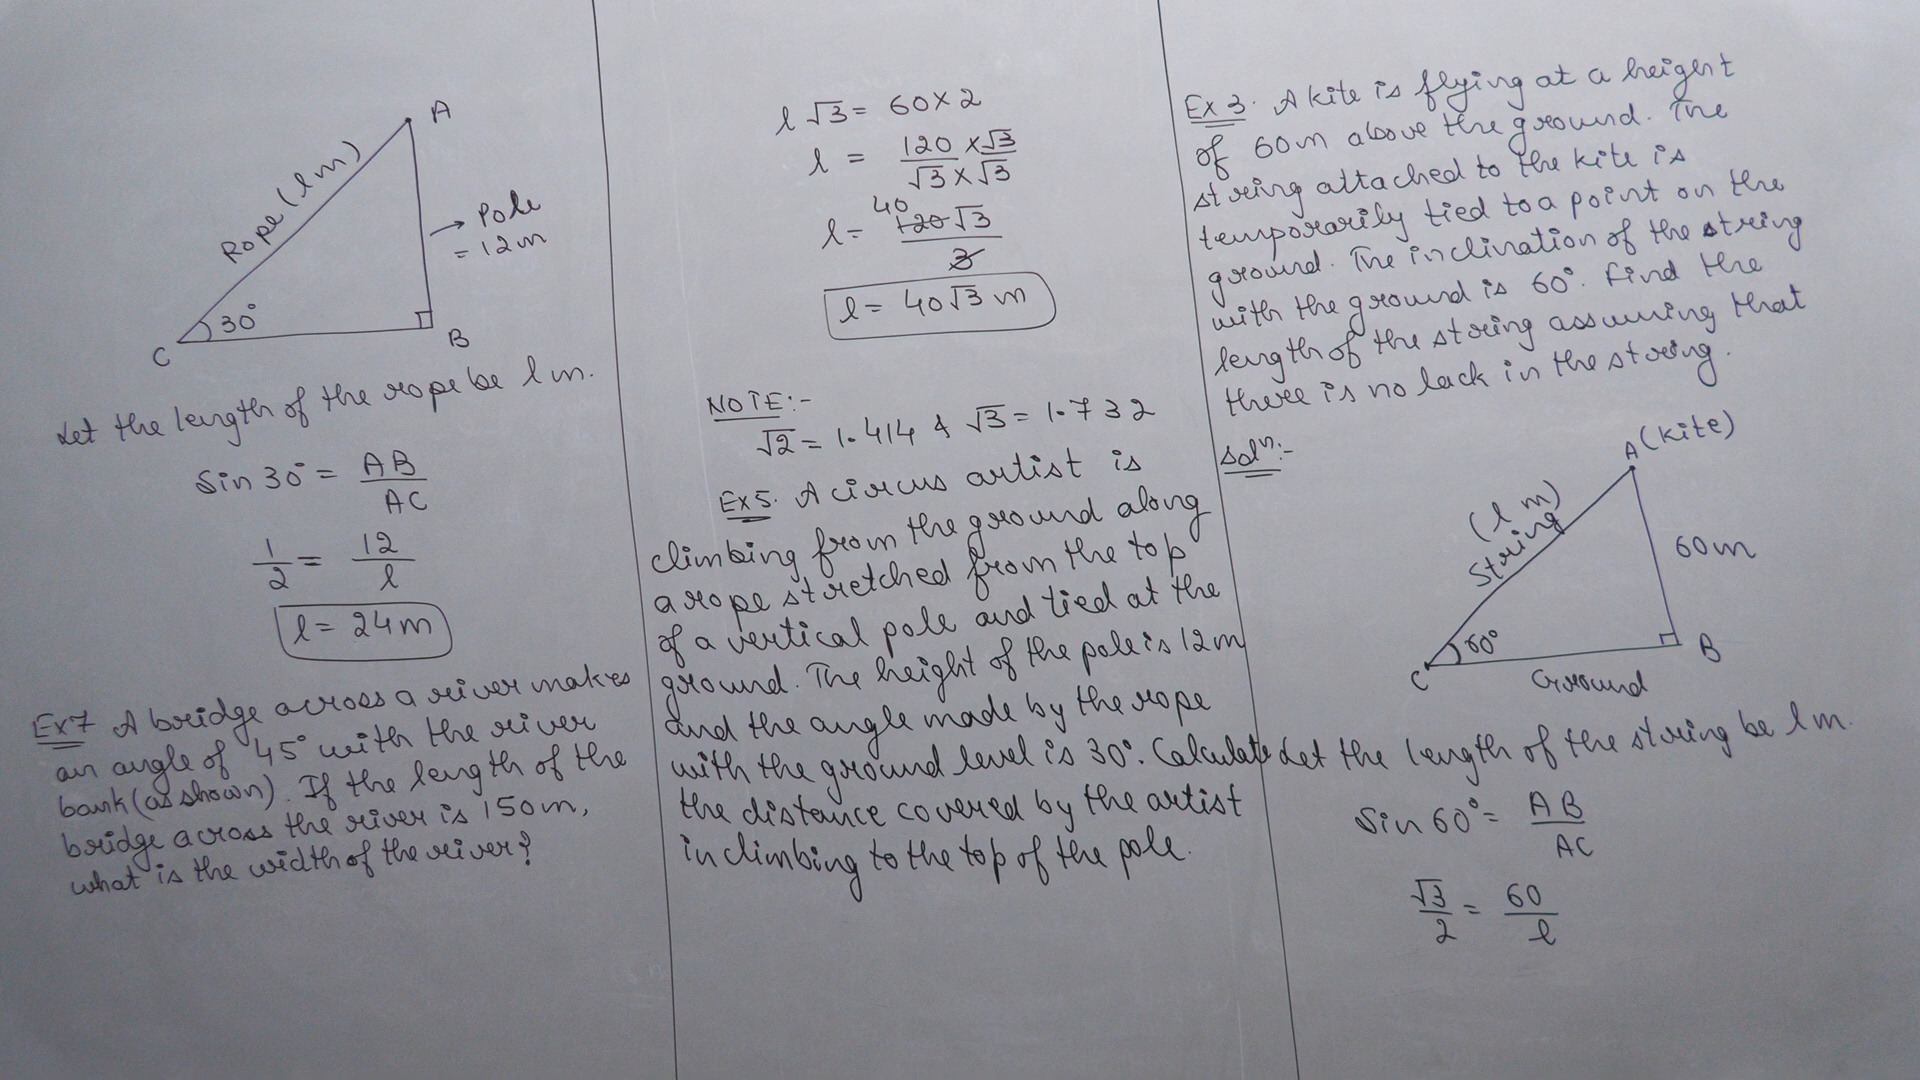 A
Rope (l m)
→ Pole
= 12m
30°
C
B
Let the length of the rope be l m.
Sin 30° = AB
AC
1/2 = 12/l
l = 24m
Ex7 A bridge across a river makes
an angle of 45° with the river
bank (as shown). If the length of the
bridge across the river is 150m,
what is the width of the river?
l √3 = 60×2
l = 120 × √3
√3 × √3
40
l = 120 √3
3
l = 40√3 m
NOTE:-
√2 = 1.414 & √3 = 1.732
Ex5. A circus artist is
climbing from the ground along
a rope stretched from the top
of a vertical pole and tied at the
ground. The height of the pole is 12m
and the angle made by the rope
with the ground level is 30°. Calculate
the distance covered by the artist
in climbing to the top of the pole.
Ex 3. A kite is flying at a height
of 60m above the ground. The
string attached to the kite is
temporarily tied to a point on the
ground. The inclination of the string
with the ground is 60°. Find the
length of the string assuming that
there is no lack in the string.
Solⁿ:-
A (Kite)
(l m)
String
60m
60°
C
B
Ground
Let the length of the string be l m.
Sin 60° = AB
AC
√3/2 = 60/l